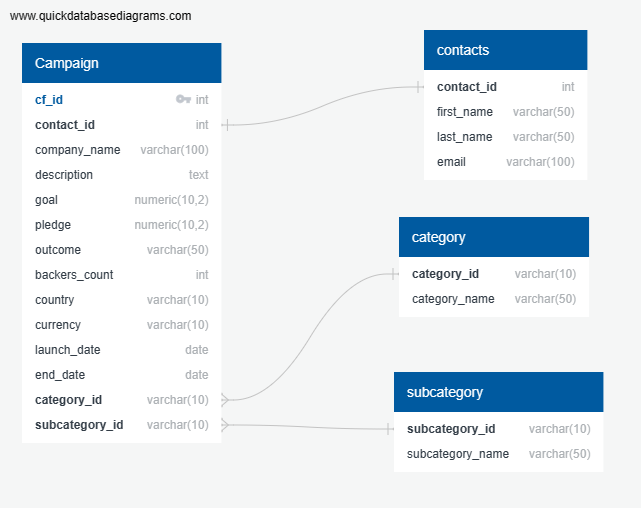 www.quickdatabasediagrams.com
Campaign
cf_id int
contact_id int
company_name varchar(100)
description text
goal numeric(10,2)
pledge numeric(10,2)
outcome varchar(50)
backers_count int
country varchar(10)
currency varchar(10)
launch_date date
end_date date
category_id varchar(10)
subcategory_id varchar(10)
contacts
contact_id int
first_name varchar(50)
last_name varchar(50)
email varchar(100)
category
category_id varchar(10)
category_name varchar(50)
subcategory
subcategory_id varchar(10)
subcategory_name varchar(50)